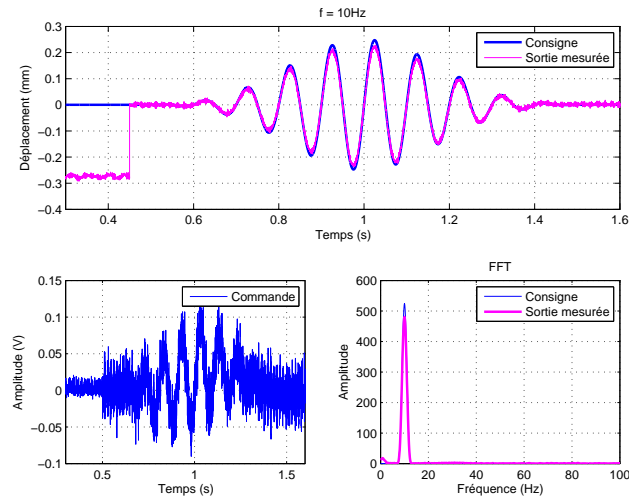 f = 10Hz
0.3
0.2
0.1
0
−0.1
−0.2
−0.3
−0.4
Déplacement (mm)
Consigne
Sortie mesurée
0.4 0.6 0.8 1 1.2 1.4 1.6
Temps (s)
0.15
0.1
0.05
0
−0.05
−0.1
Amplitude (V)
Commande
0.5 1 1.5
Temps (s)
FFT
600
500
400
300
200
100
0
Amplitude
Consigne
Sortie mesurée
0 20 40 60 80 100
Fréquence (Hz)